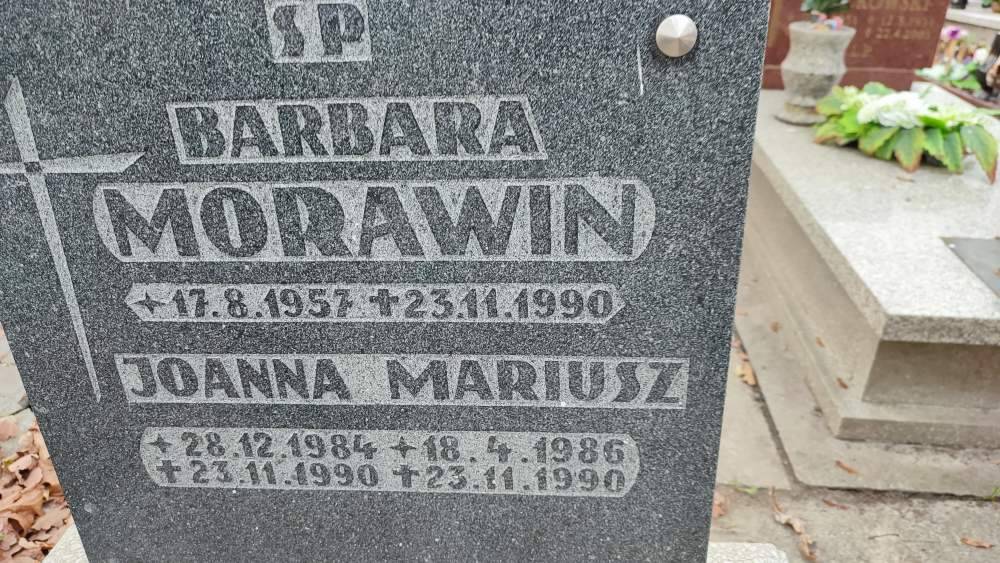 SP
BARBARA
MORAWIN
17.8.1957 ✝23.11.1990
JOANNA MARIUSZ
28.12.1984 18.4.1986
✝23.11.1990 ✝23.11.1990